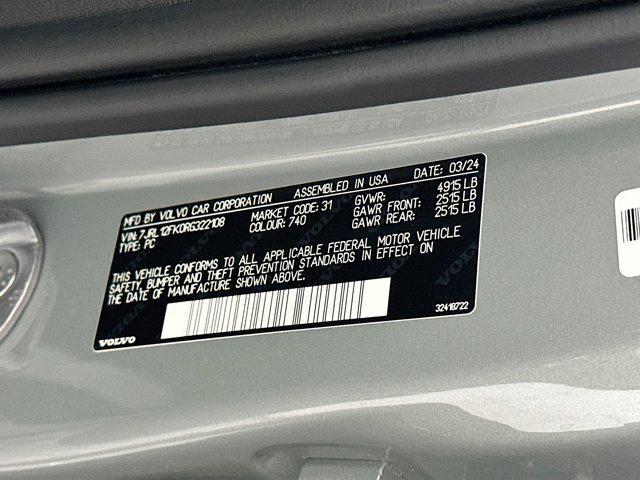 MFD BY VOLVO CAR CORPORATION ASSEMBLED IN USA DATE: 03/24
VIN: 7JRL12FK0RG322108 MARKET CODE: 31 GVWR: 4915 LB
TYPE: PC COLOUR: 740 GAWR FRONT: 2515 LB
GAWR REAR: 2515 LB
THIS VEHICLE CONFORMS TO ALL APPLICABLE FEDERAL MOTOR VEHICLE
SAFETY, BUMPER AND THEFT PREVENTION STANDARDS IN EFFECT ON
THE DATE OF MANUFACTURE SHOWN ABOVE.
VOLVO 32418722